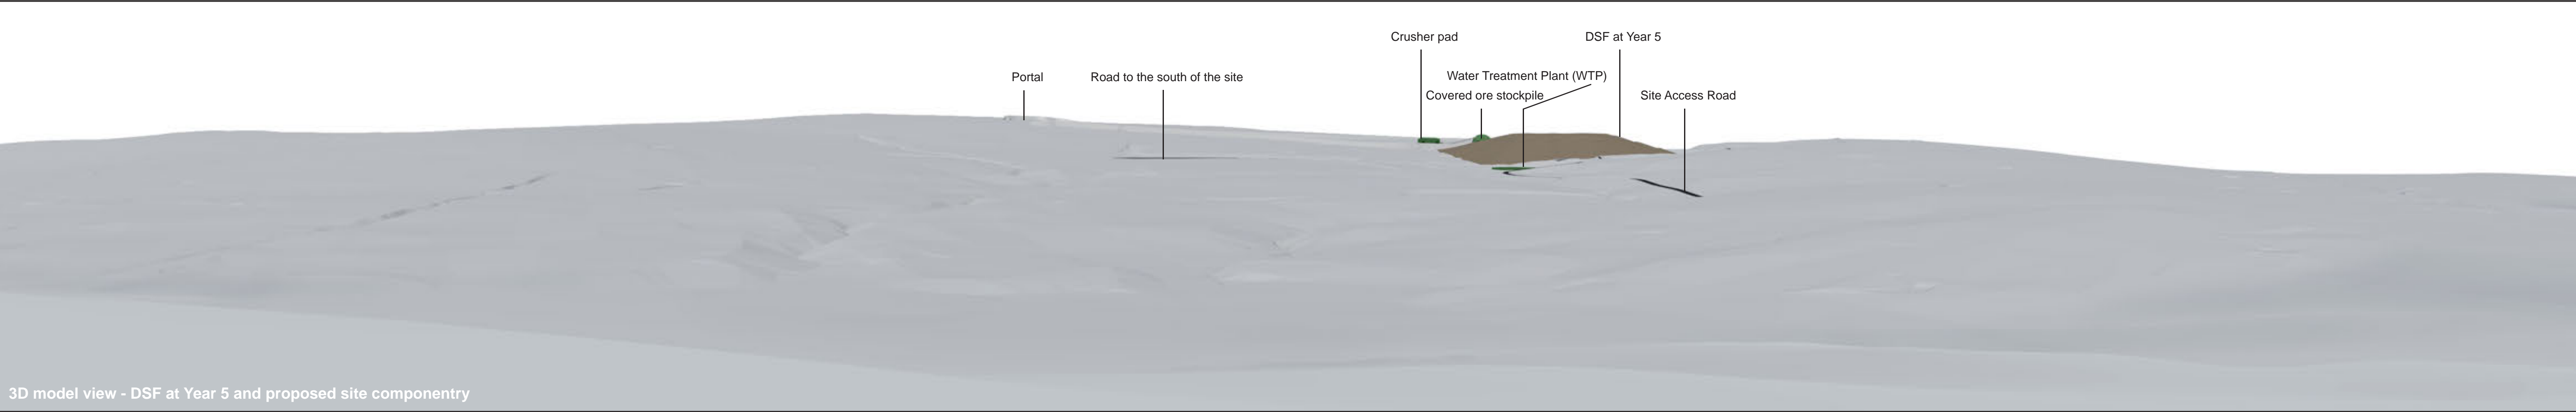 Crusher pad
DSF at Year 5
Portal
Road to the south of the site
Water Treatment Plant (WTP)
Covered ore stockpile
Site Access Road
3D model view - DSF at Year 5 and proposed site componentry